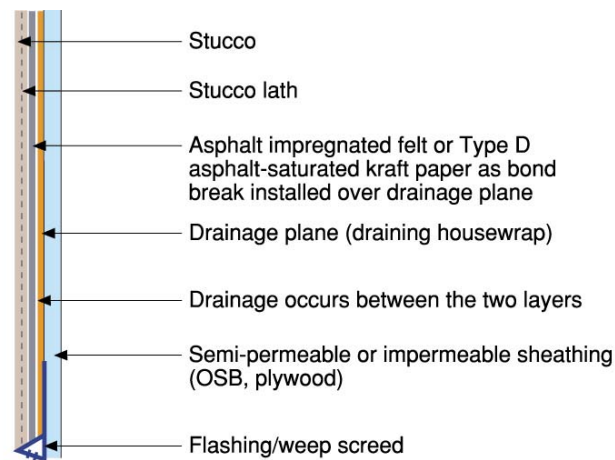 Stucco
Stucco lath
Asphalt impregnated felt or Type D
asphalt-saturated kraft paper as bond
break installed over drainage plane
Drainage plane (draining housewrap)
Drainage occurs between the two layers
Semi-permeable or impermeable sheathing
(OSB, plywood)
Flashing/weep screed